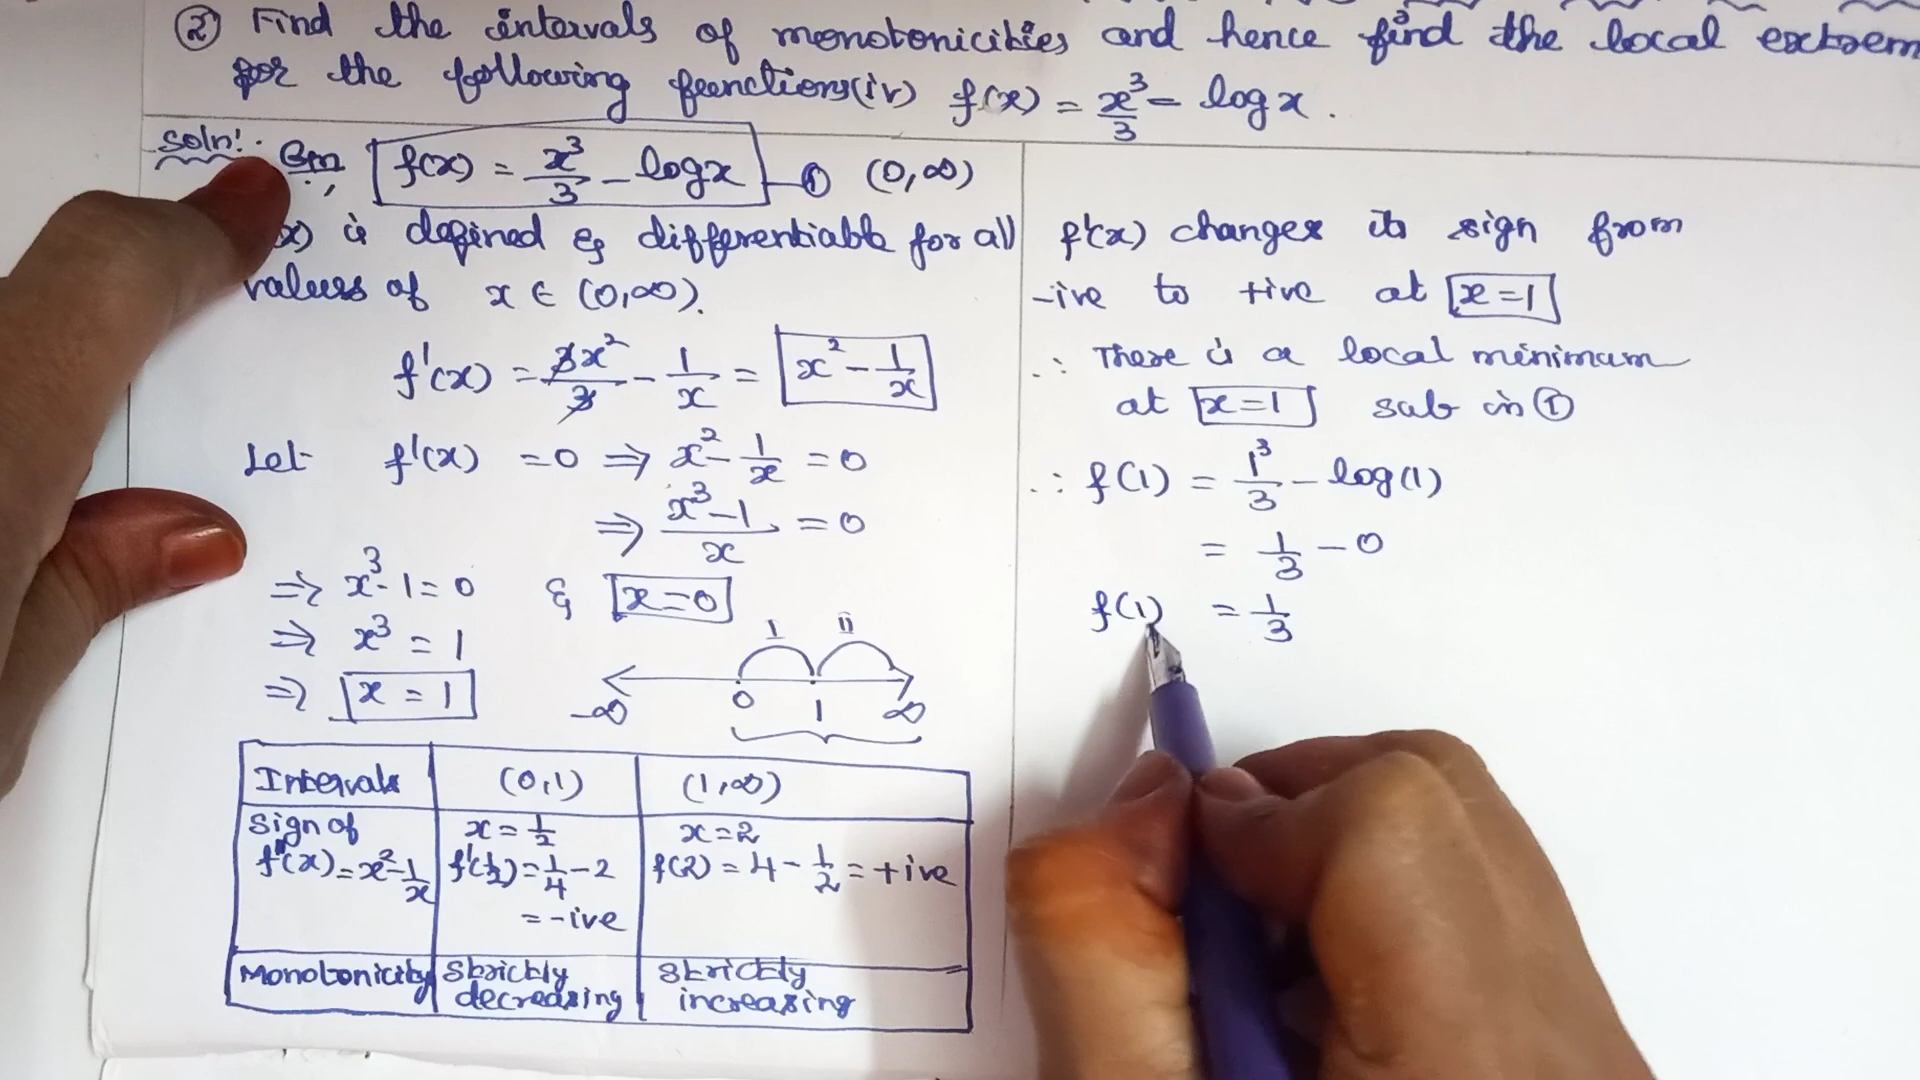 ② Find the intervals of monotonicities and hence find the local extrem
for the following functions(iv) f(x) = x³/3 - log x.
Soln:-
Gn, f(x) = x³/3 - log x —① (0,∞)
x) is defined & differentiable for all
values of x ∈ (0,∞).
f'(x) = 3x²/3 - 1/x = x² - 1/x
Let f'(x) = 0 ⇒ x² - 1/x = 0
⇒ x³-1/x = 0
⇒ x³-1 = 0 & x=0
⇒ x³ = 1
⇒ x = 1
I II
-∞ 0 1 ∞
Intervals (0,1) (1,∞)
Sign of x = 1/2 x=2
f'(x) = x²-1/x f'(1/2) = 1/4 - 2 f(2) = 4 - 1/2 = +ive
= -ive
Monotonicity Strictly Strictly
decreasing increasing
f'(x) changes its sign from
-ive to +ive at x=1
∴ There is a local minimum
at x=1 sub in ①
∴ f(1) = 1³/3 - log(1)
= 1/3 - 0
f(1) = 1/3